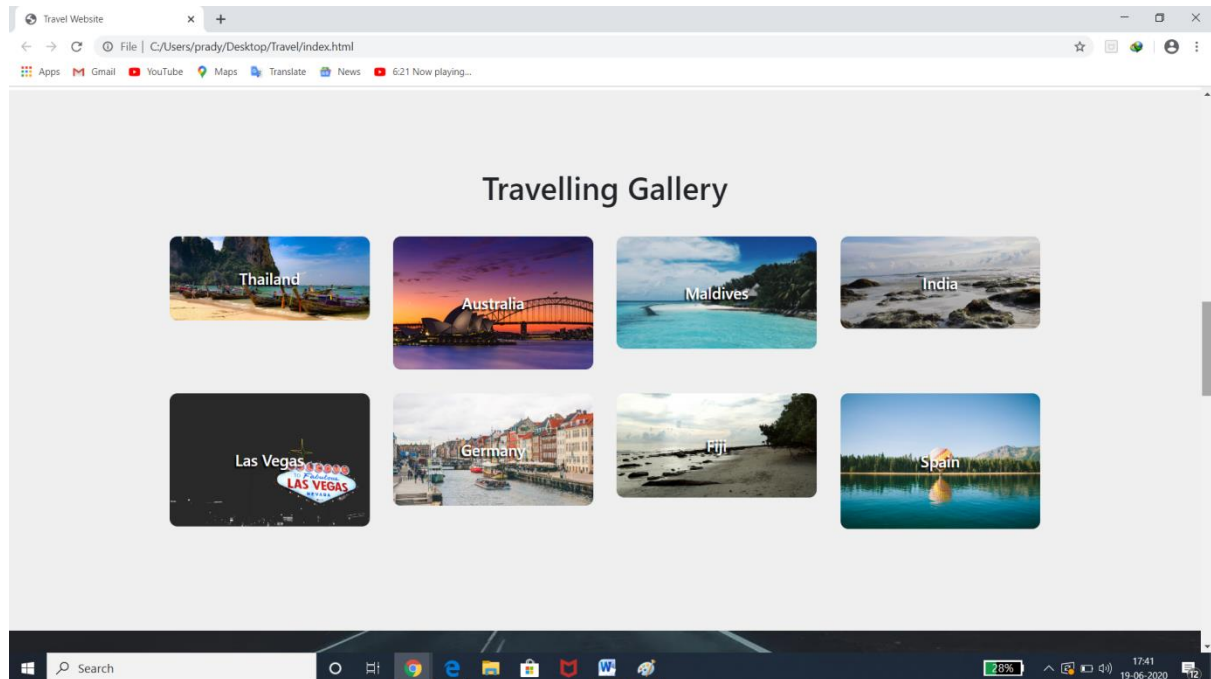 Travel Website
File | C:/Users/prady/Desktop/Travel/index.html
Apps Gmail YouTube Maps Translate News 6:21 Now playing...
Travelling Gallery
Thailand
Australia
Maldives
India
Las Vegas
Fabulous
LAS VEGAS
NEVADA
Germany
Fiji
Spain
Search
28%
17:41
19-06-2020
12